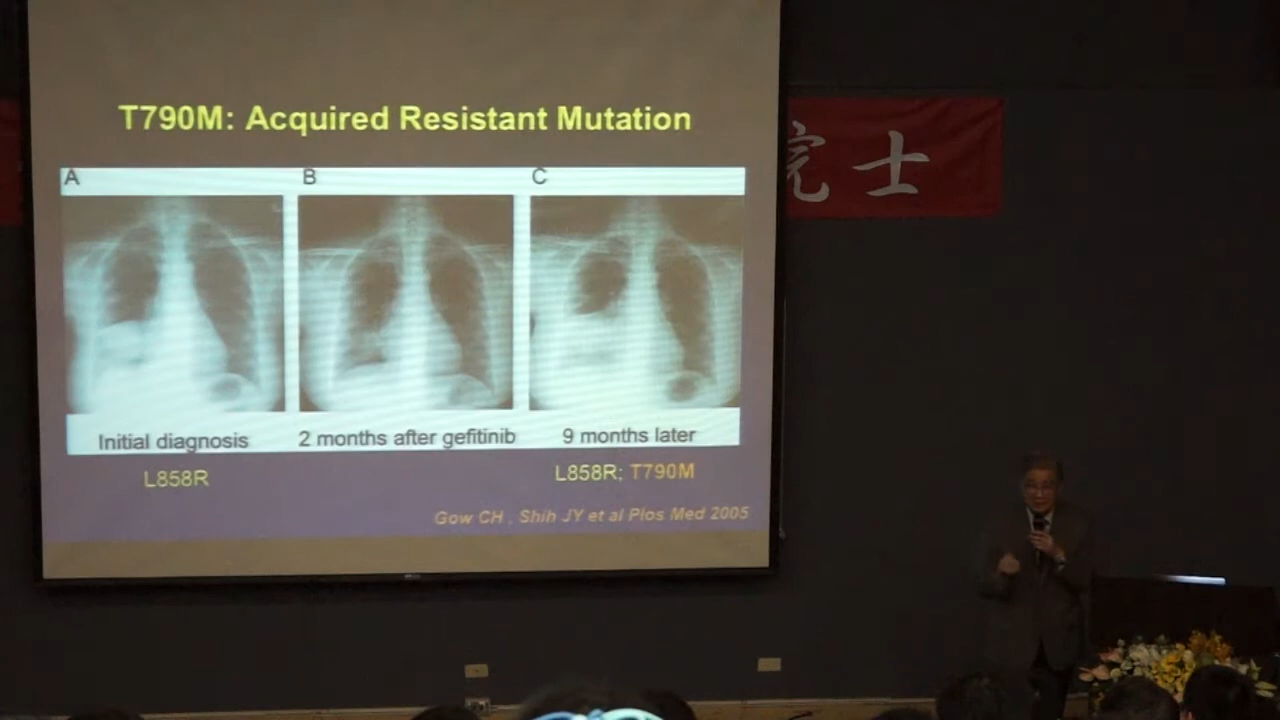 T790M: Acquired Resistant Mutation
A B C
Initial diagnosis 2 months after gefitinib 9 months later
L858R L858R; T790M
Gow CH , Shih JY et al Plos Med 2005
院士